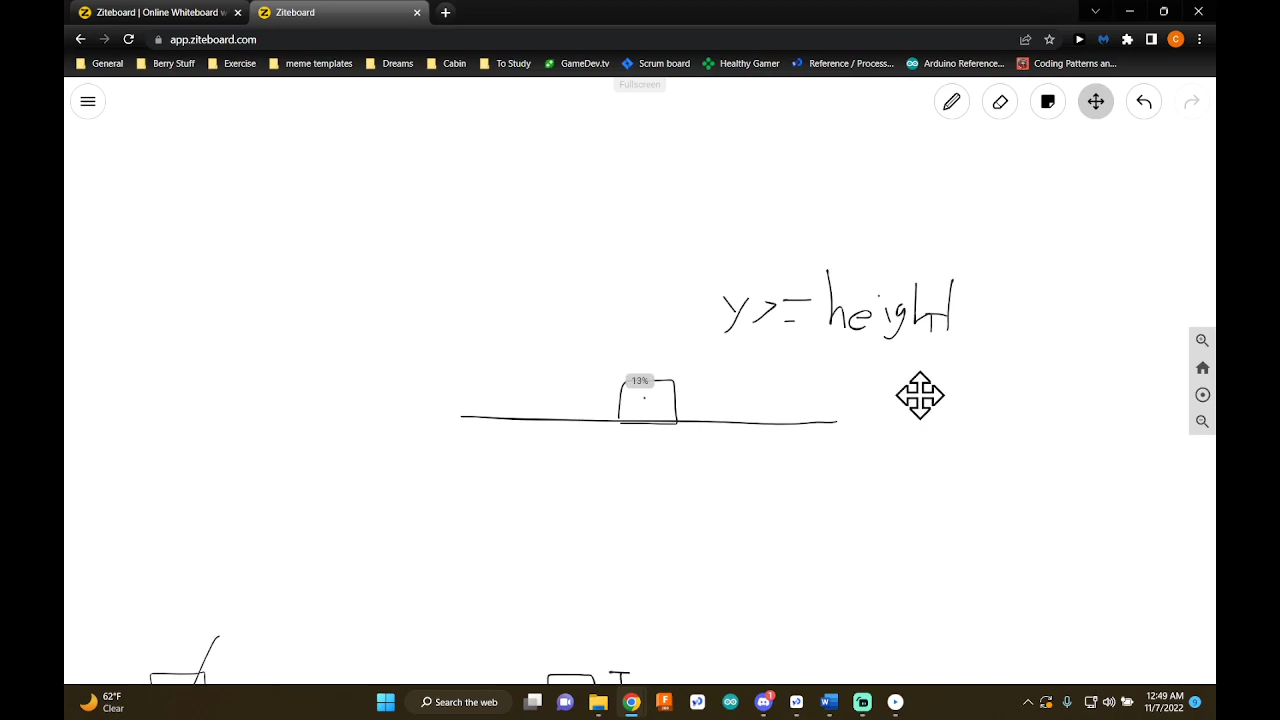 Ziteboard | Online Whiteboard w
Ziteboard
app.ziteboard.com
General
Berry Stuff
Exercise
meme templates
Dreams
Cabin
To Study
GameDev.tv
Scrum board
Healthy Gamer
Reference / Process...
Arduino Reference...
Coding Patterns an...
C
Fullscreen
y >= height
13%
62°F
Clear
Search the web
12:49 AM
11/7/2022